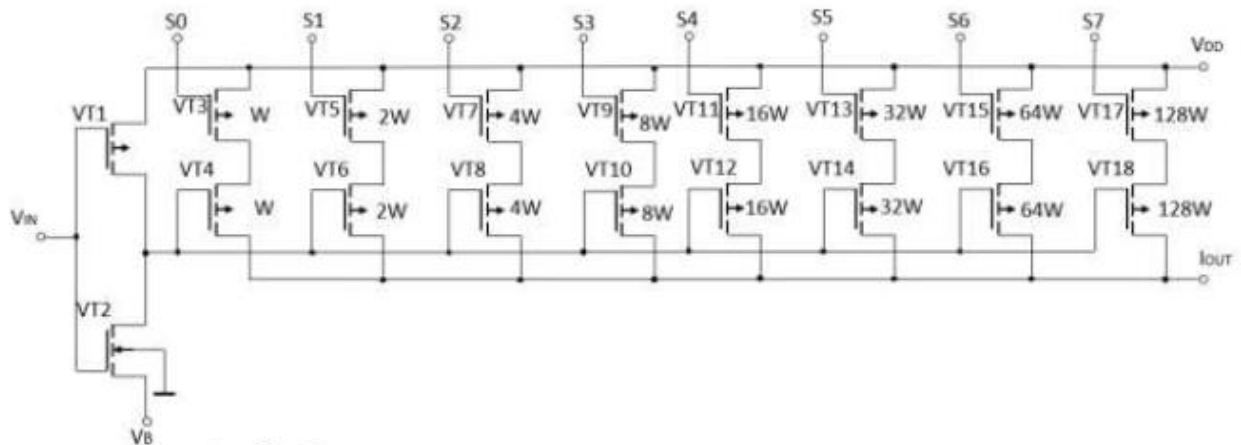 S0 S1 S2 S3 S4 S5 S6 S7
VDD
VT1 VT3 W VT5 2W VT7 4W VT9 8W VT11 16W VT13 32W VT15 64W VT17 128W
VT4 W VT6 2W VT8 4W VT10 8W VT12 16W VT14 32W VT16 64W VT18 128W
VIN
IOUT
VT2
VB